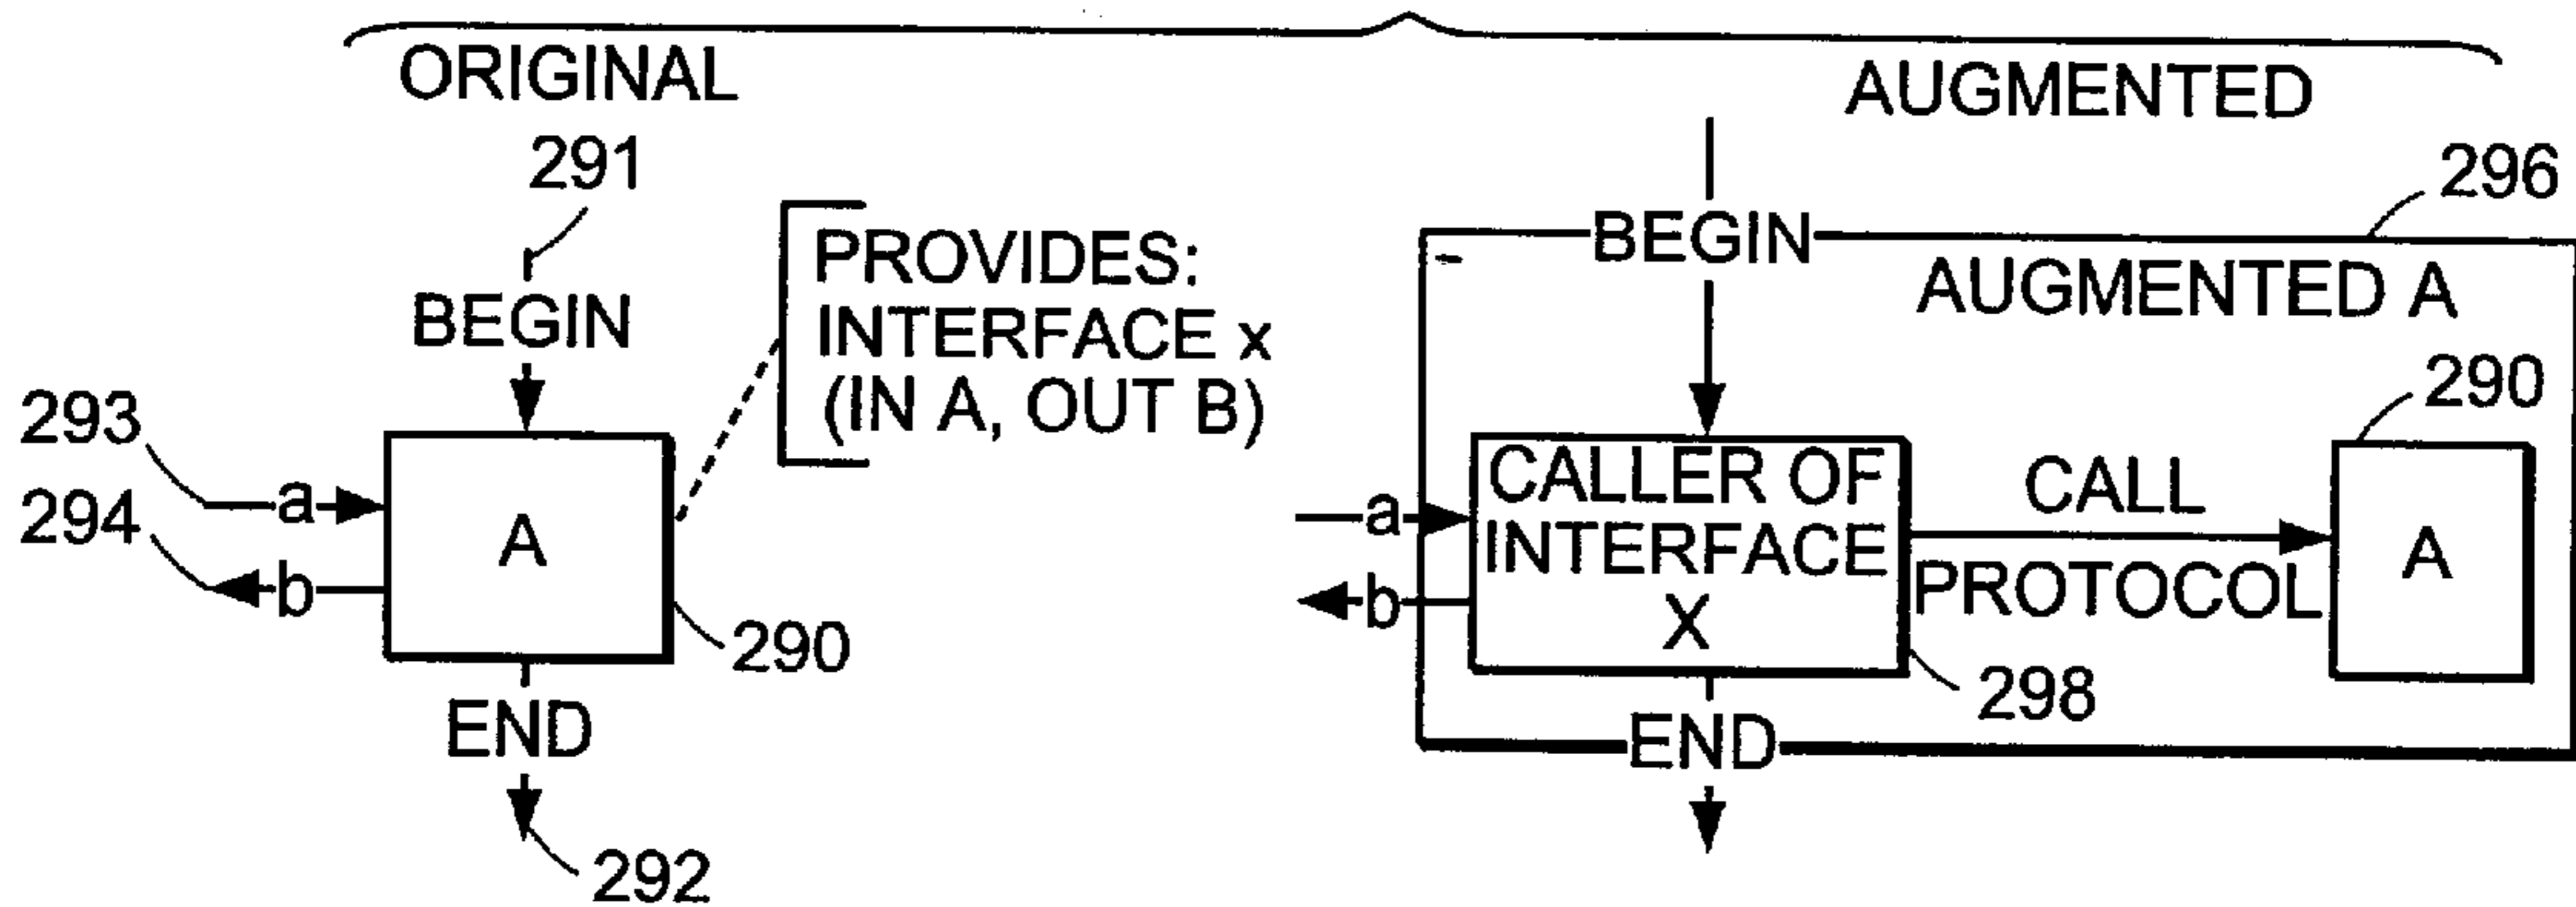 ORIGINAL
291
BEGIN
PROVIDES:
INTERFACE x
(IN A, OUT B)
293
a
294
b
A
290
END
292
AUGMENTED
296
BEGIN
AUGMENTED A
290
a
b
CALLER OF
INTERFACE
X
CALL
PROTOCOL
A
298
END